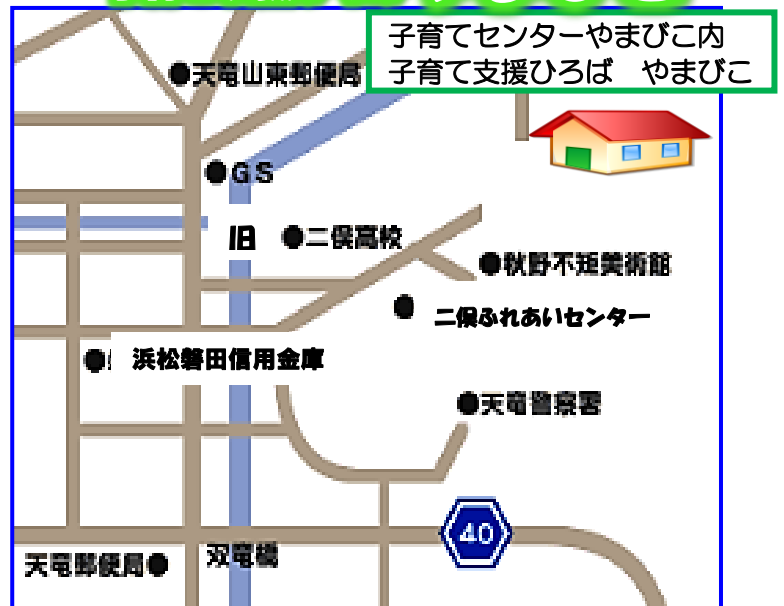 子育てセンターやまびこ内
子育て支援ひろば　やまびこ
●天竜山東郵便局
●GS
旧 ●二俣高校
●秋野不矩美術館
●二俣ふれあいセンター
●浜松磐田信用金庫
●天竜警察署
40
天竜郵便局●
双竜橋